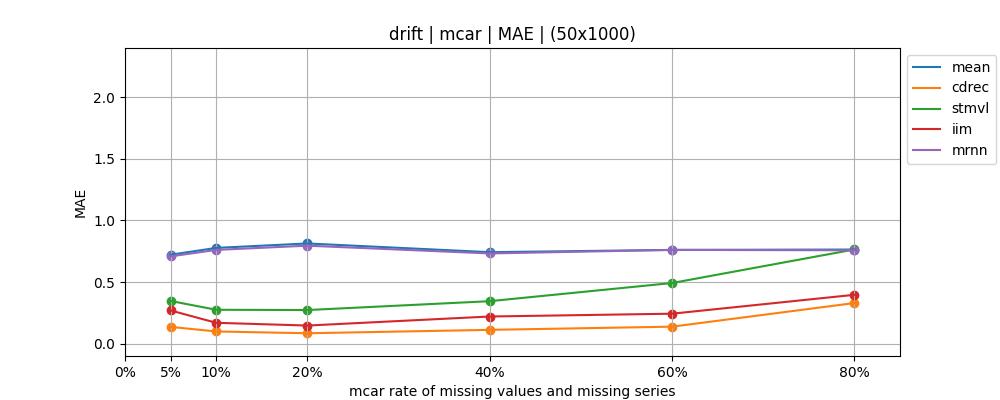 drift | mcar | MAE | (50x1000)
mean
cdrec
stmvl
iim
mrnn
MAE
2.0
1.5
1.0
0.5
0.0
0% 5% 10% 20% 40% 60% 80%
mcar rate of missing values and missing series